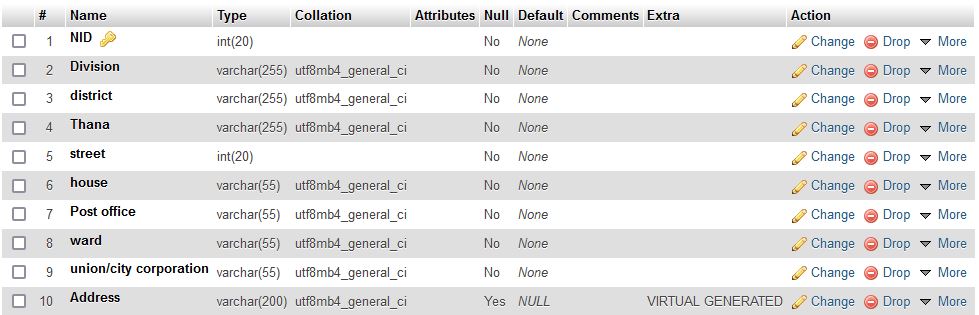 # Name Type Collation Attributes Null Default Comments Extra Action
1 NID int(20) No None Change Drop More
2 Division varchar(255) utf8mb4_general_ci No None Change Drop More
3 district varchar(255) utf8mb4_general_ci No None Change Drop More
4 Thana varchar(255) utf8mb4_general_ci No None Change Drop More
5 street int(20) No None Change Drop More
6 house varchar(55) utf8mb4_general_ci No None Change Drop More
7 Post office varchar(55) utf8mb4_general_ci No None Change Drop More
8 ward varchar(55) utf8mb4_general_ci No None Change Drop More
9 union/city corporation varchar(55) utf8mb4_general_ci No None Change Drop More
10 Address varchar(200) utf8mb4_general_ci Yes NULL VIRTUAL GENERATED Change Drop More